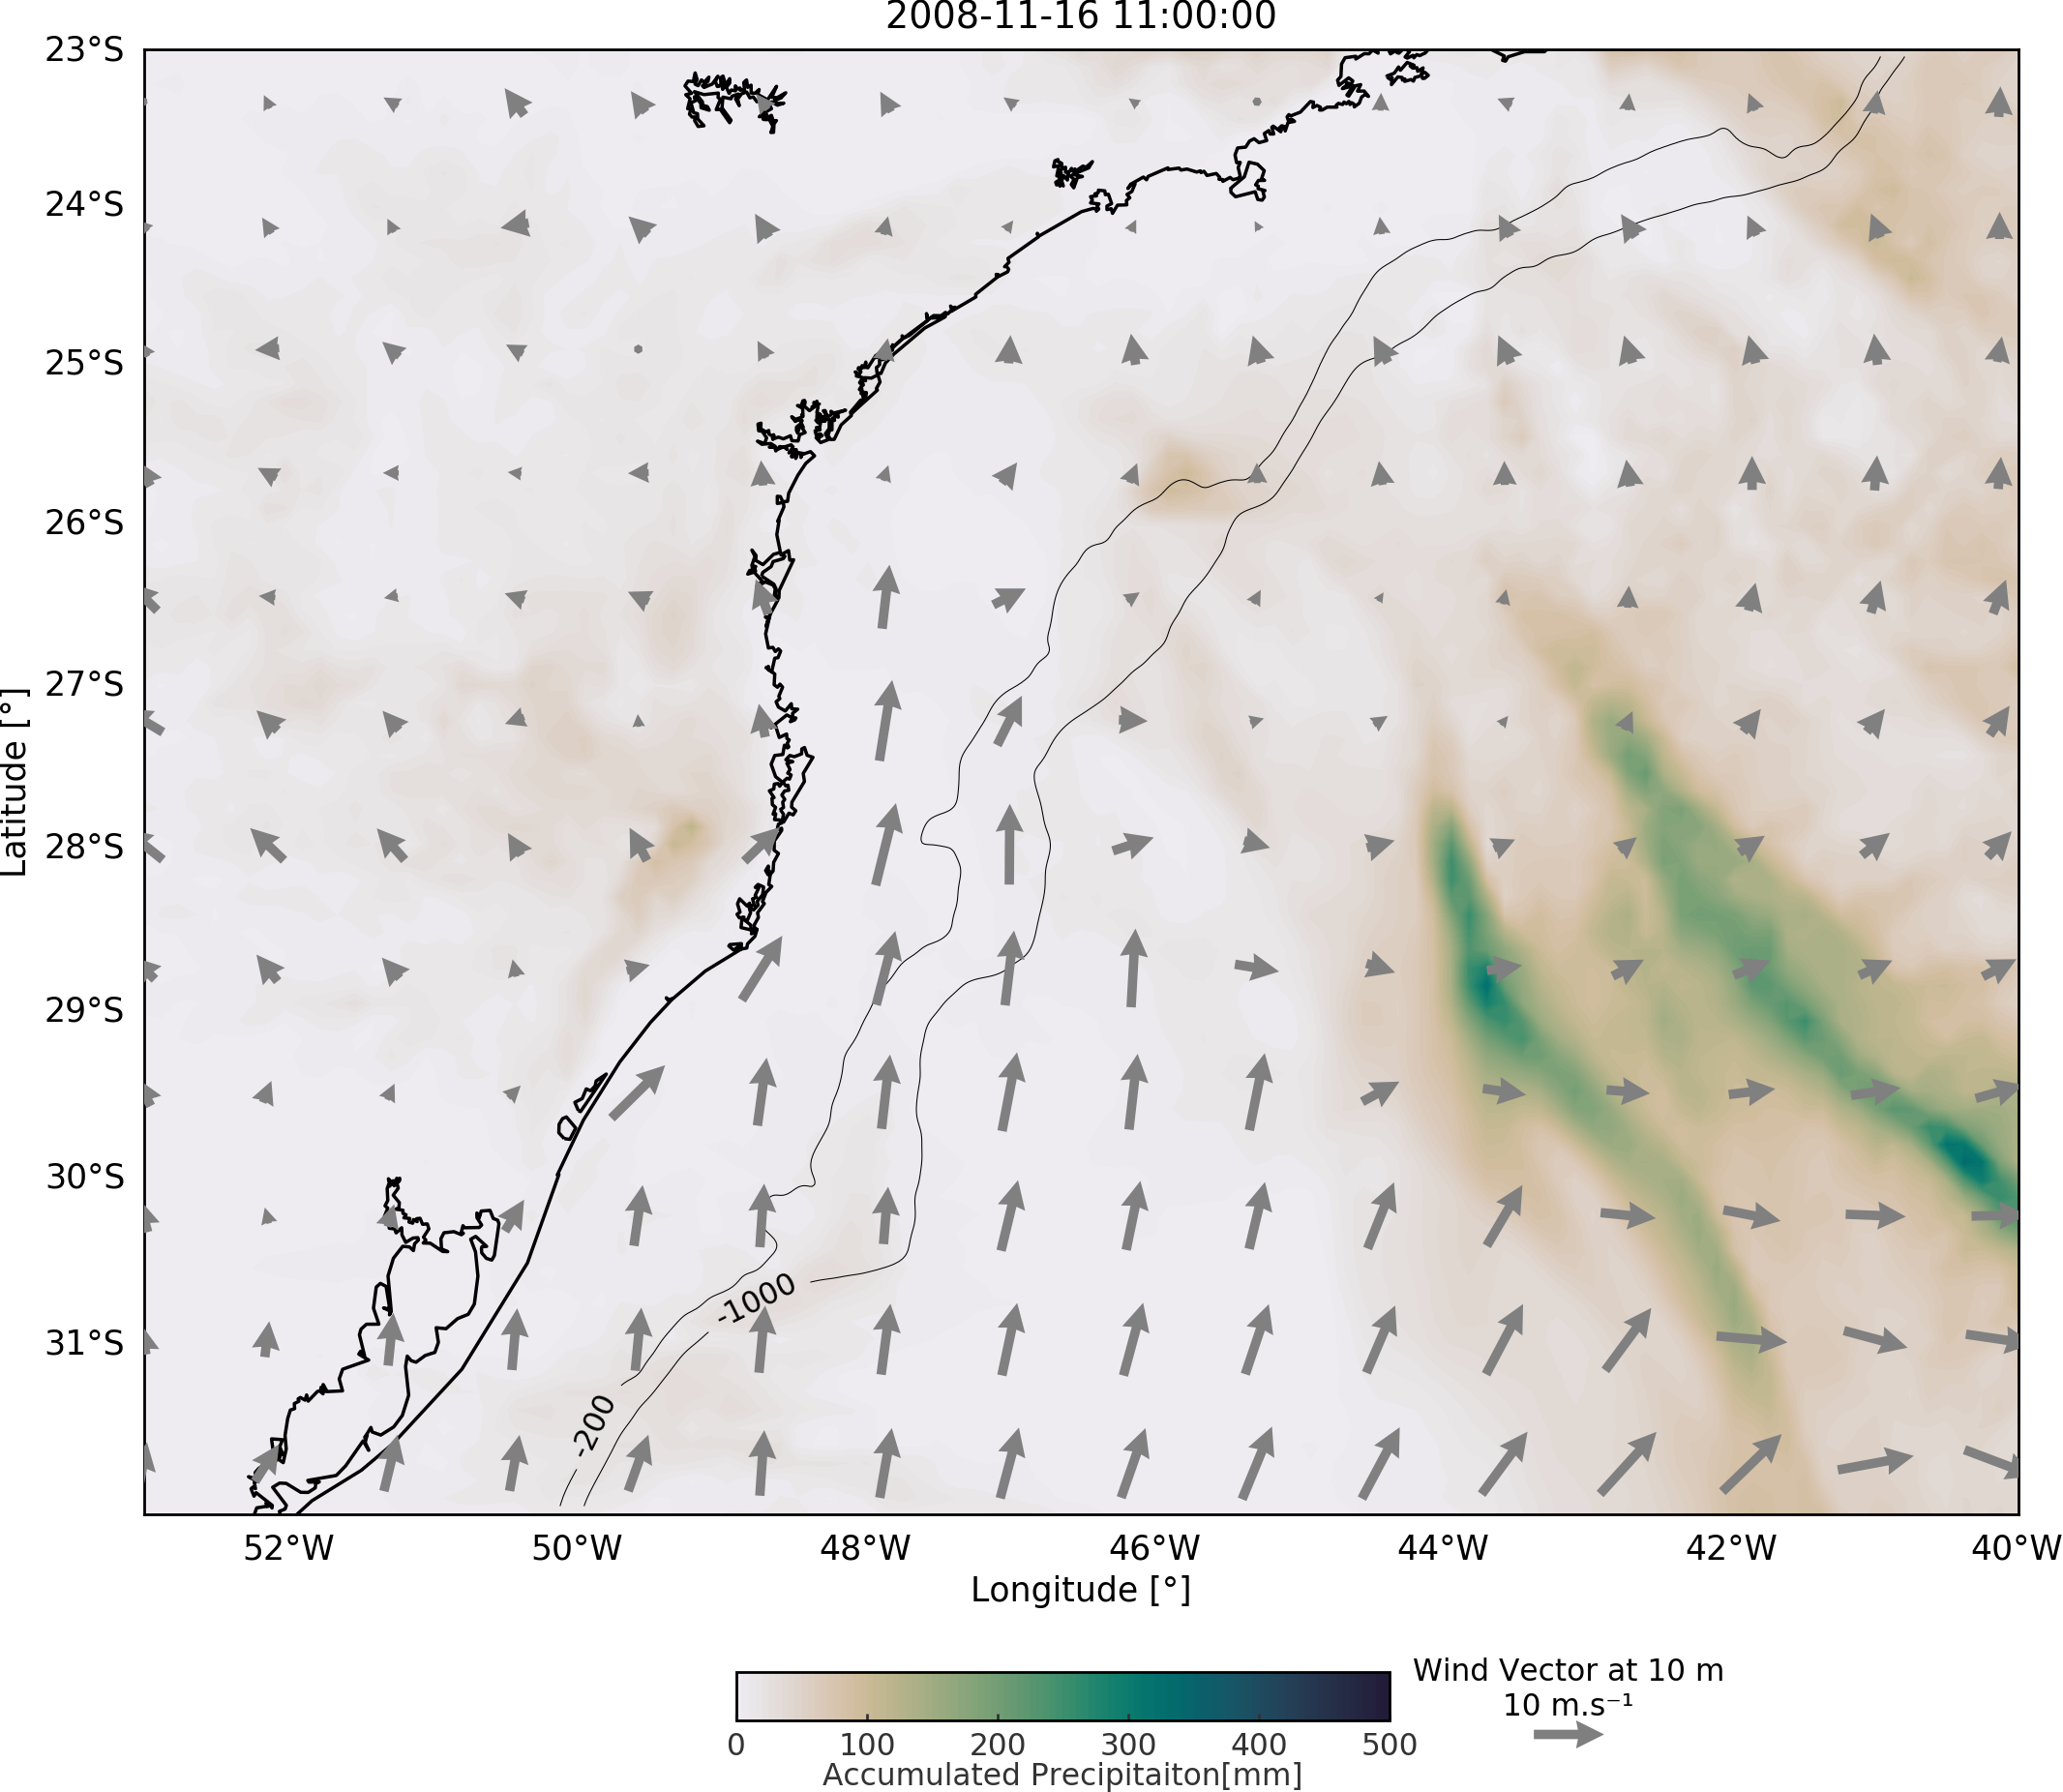 2008-11-16 11:00:00
23°S
24°S
25°S
26°S
27°S
28°S
29°S
30°S
31°S
Latitude [°]
-1000
-200
52°W 50°W 48°W 46°W 44°W 42°W 40°W
Longitude [°]
Wind Vector at 10 m
10 m.s⁻¹
0 100 200 300 400 500
Accumulated Precipitaiton[mm]